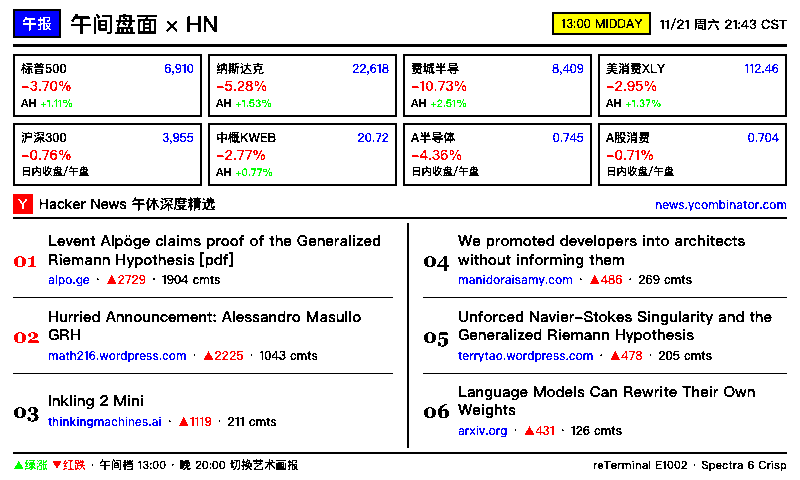 午报 午间盘面 × HN 13:00 MIDDAY 11/21 周六 21:43 CST
标普500 6,910
-3.70%
AH +1.11%
纳斯达克 22,618
-5.28%
AH +1.53%
费城半导 8,409
-10.73%
AH +2.51%
美消费XLY 112.46
-2.95%
AH +1.37%
沪深300 3,955
-0.76%
日内收盘/午盘
中概KWEB 20.72
-2.77%
AH +0.77%
A半导体 0.745
-4.36%
日内收盘/午盘
A股消费 0.704
-0.71%
日内收盘/午盘
Y Hacker News 午休深度精选 news.ycombinator.com
01 Levent Alpöge claims proof of the Generalized
Riemann Hypothesis [pdf]
alpo.ge · ▲2729 · 1904 cmts
02 Hurried Announcement: Alessandro Masullo
GRH
math216.wordpress.com · ▲2225 · 1043 cmts
03 Inkling 2 Mini
thinkingmachines.ai · ▲1119 · 211 cmts
04 We promoted developers into architects
without informing them
manidoraisamy.com · ▲486 · 269 cmts
05 Unforced Navier-Stokes Singularity and the
Generalized Riemann Hypothesis
terrytao.wordpress.com · ▲478 · 205 cmts
06 Language Models Can Rewrite Their Own
Weights
arxiv.org · ▲431 · 126 cmts
▲绿涨 ▼红跌 · 午间档 13:00 · 晚 20:00 切换艺术画报 reTerminal E1002 · Spectra 6 Crisp